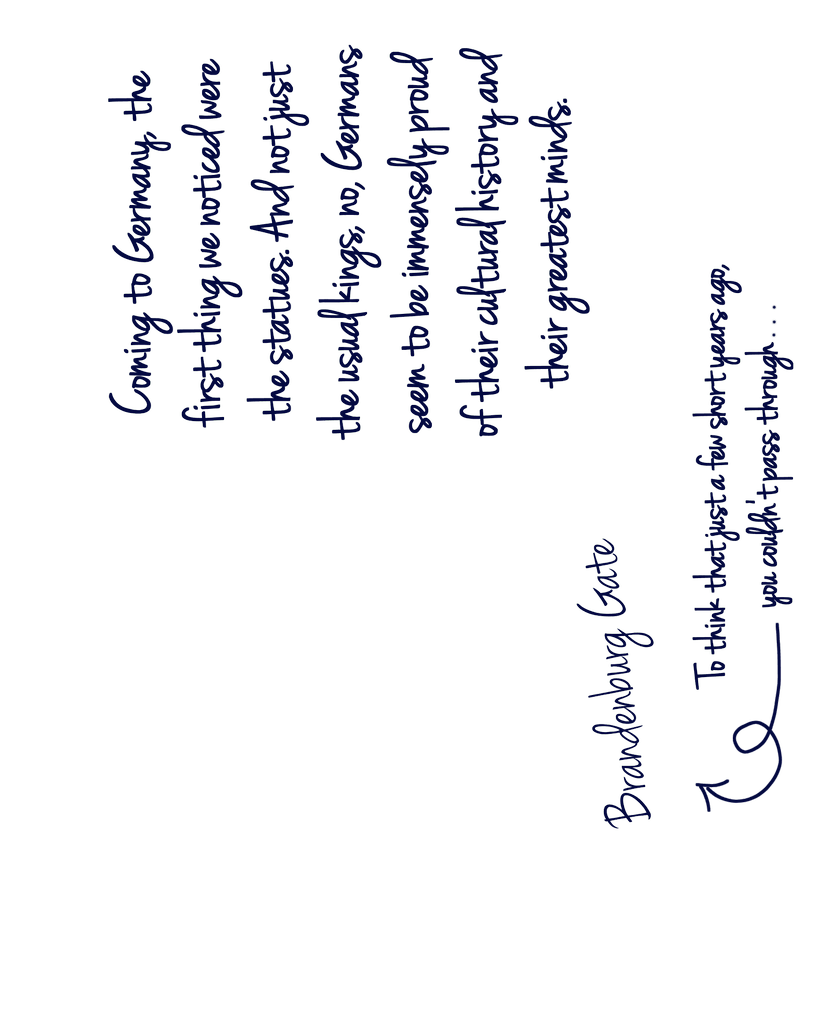 Coming to Germany, the
first thing we noticed were
the statues. And not just
the usual kings, no, Germans
seem to be immensely proud
of their cultural history and
their greatest minds.
Brandenburg Gate
To think that just a few short years ago,
you couldn't pass through...